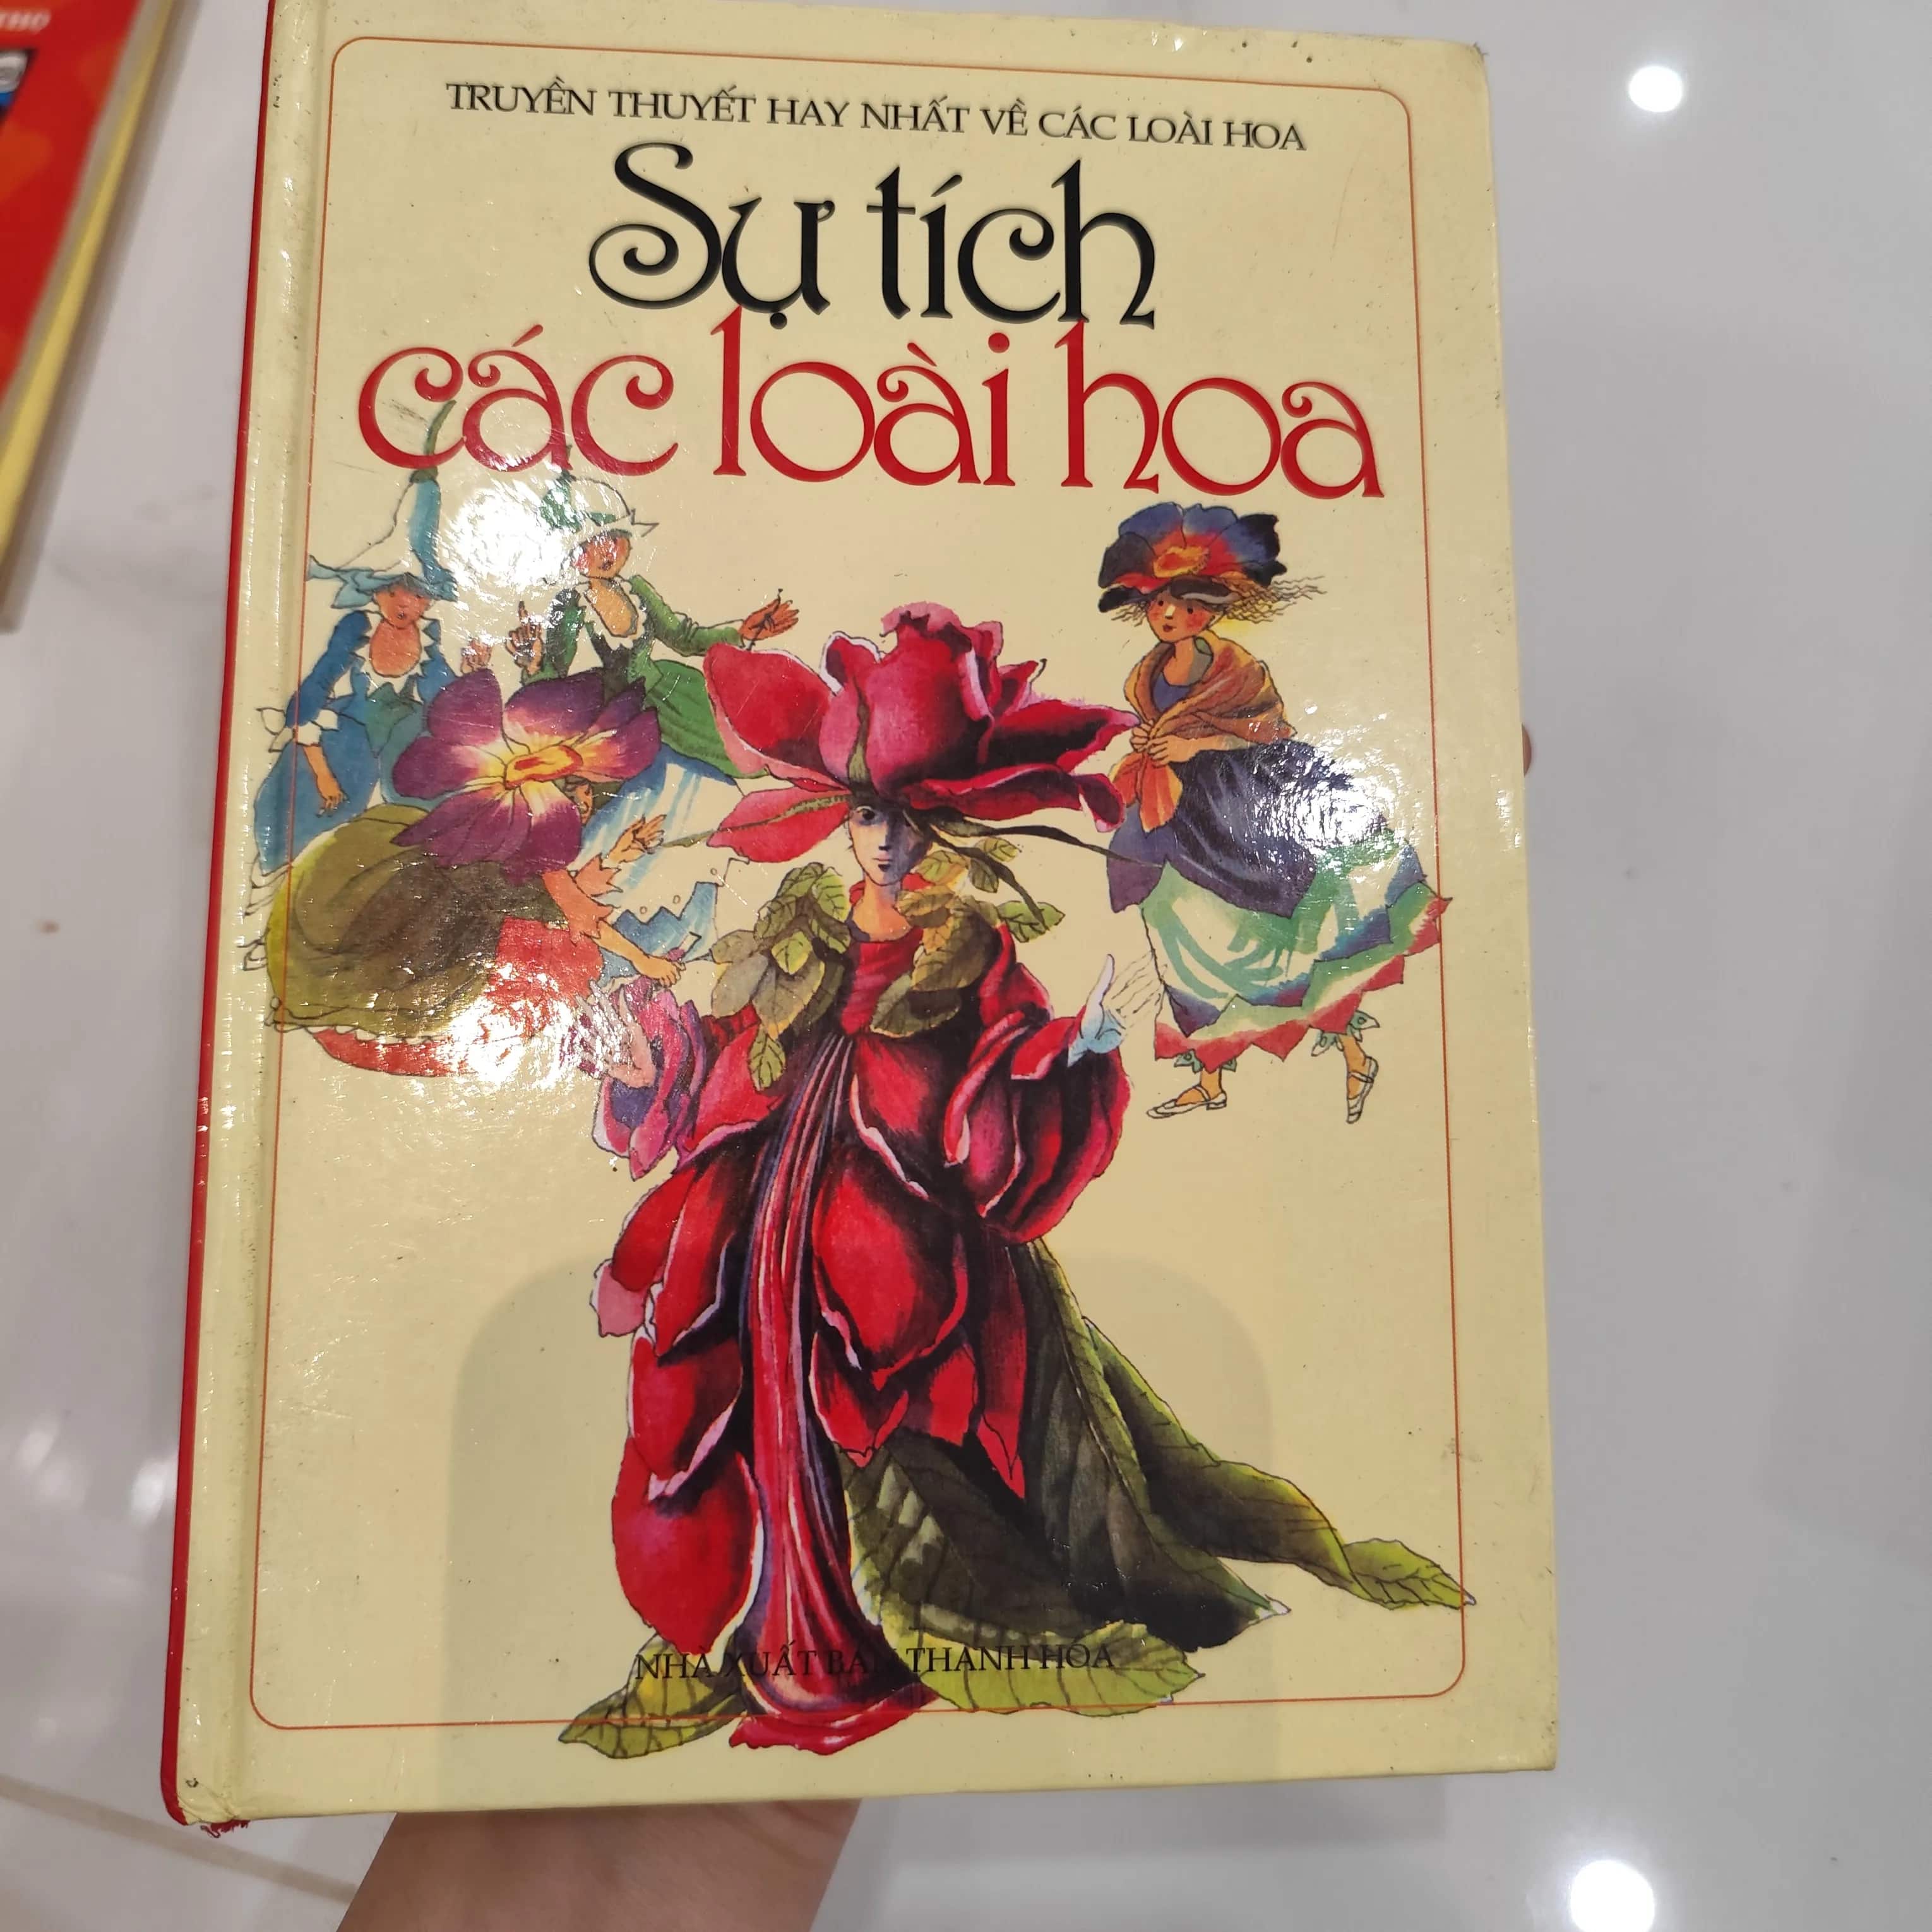 TRUYỀN THUYẾT HAY NHẤT VỀ CÁC LOÀI HOA
Sự tích
các loài hoa
NHÀ XUẤT BẢN THANH HÓA